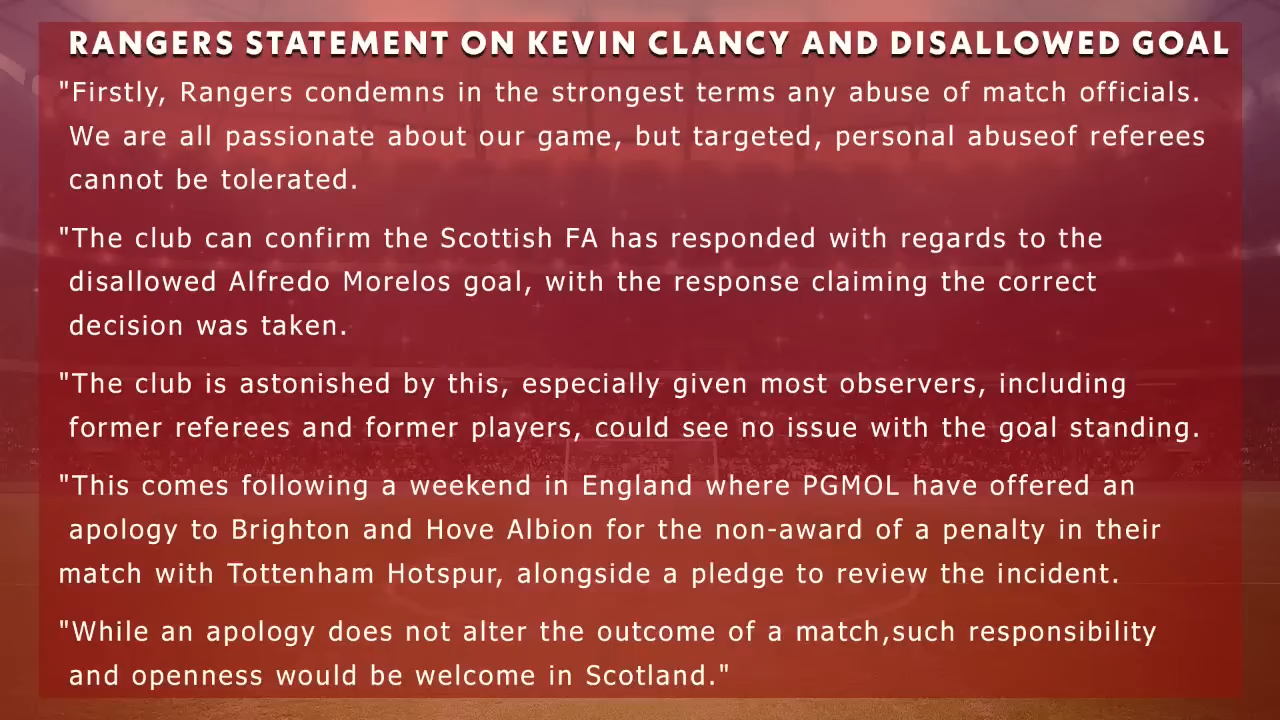 RANGERS STATEMENT ON KEVIN CLANCY AND DISALLOWED GOAL
"Firstly, Rangers condemns in the strongest terms any abuse of match officials.
We are all passionate about our game, but targeted, personal abuseof referees
cannot be tolerated.
"The club can confirm the Scottish FA has responded with regards to the
disallowed Alfredo Morelos goal, with the response claiming the correct
decision was taken.
"The club is astonished by this, especially given most observers, including
former referees and former players, could see no issue with the goal standing.
"This comes following a weekend in England where PGMOL have offered an
apology to Brighton and Hove Albion for the non-award of a penalty in their
match with Tottenham Hotspur, alongside a pledge to review the incident.
"While an apology does not alter the outcome of a match,such responsibility
and openness would be welcome in Scotland."